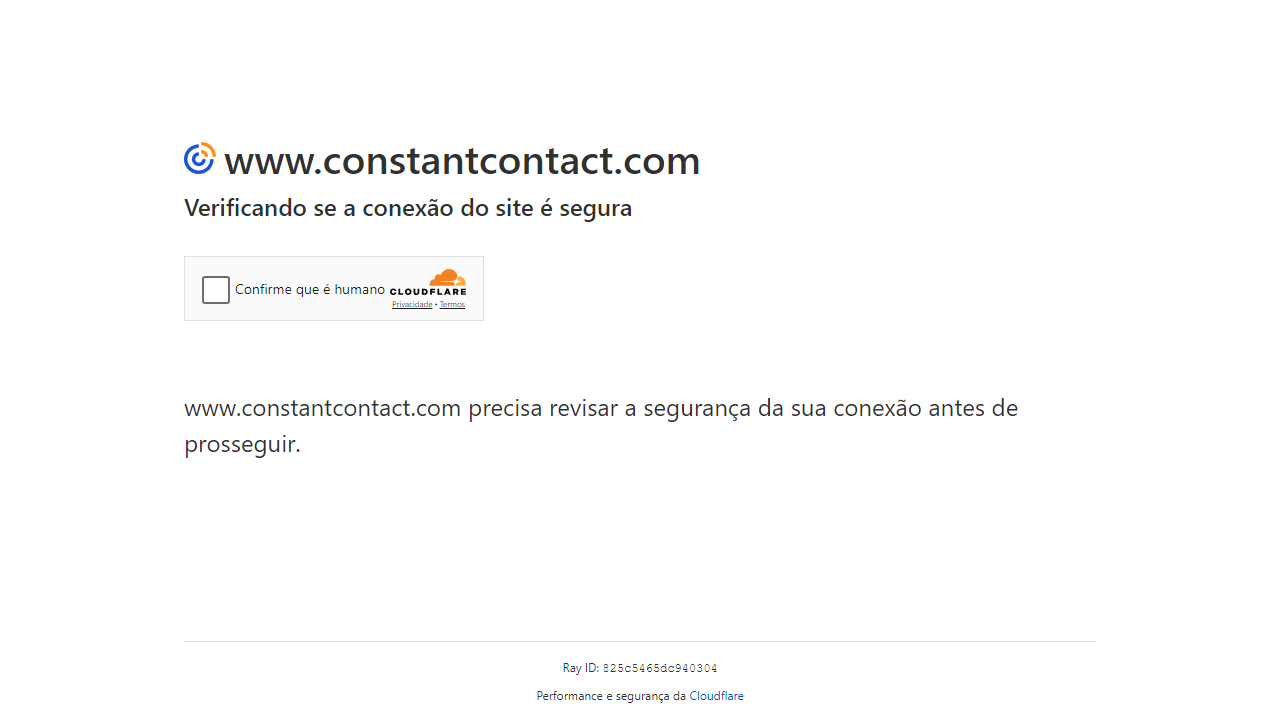 www.constantcontact.com
Verificando se a conexão do site é segura
Confirme que é humano
CLOUDFLARE
Privacidade • Termos
www.constantcontact.com precisa revisar a segurança da sua conexão antes de
prosseguir.
Ray ID: 825c5465dc940304
Performance e segurança da Cloudflare